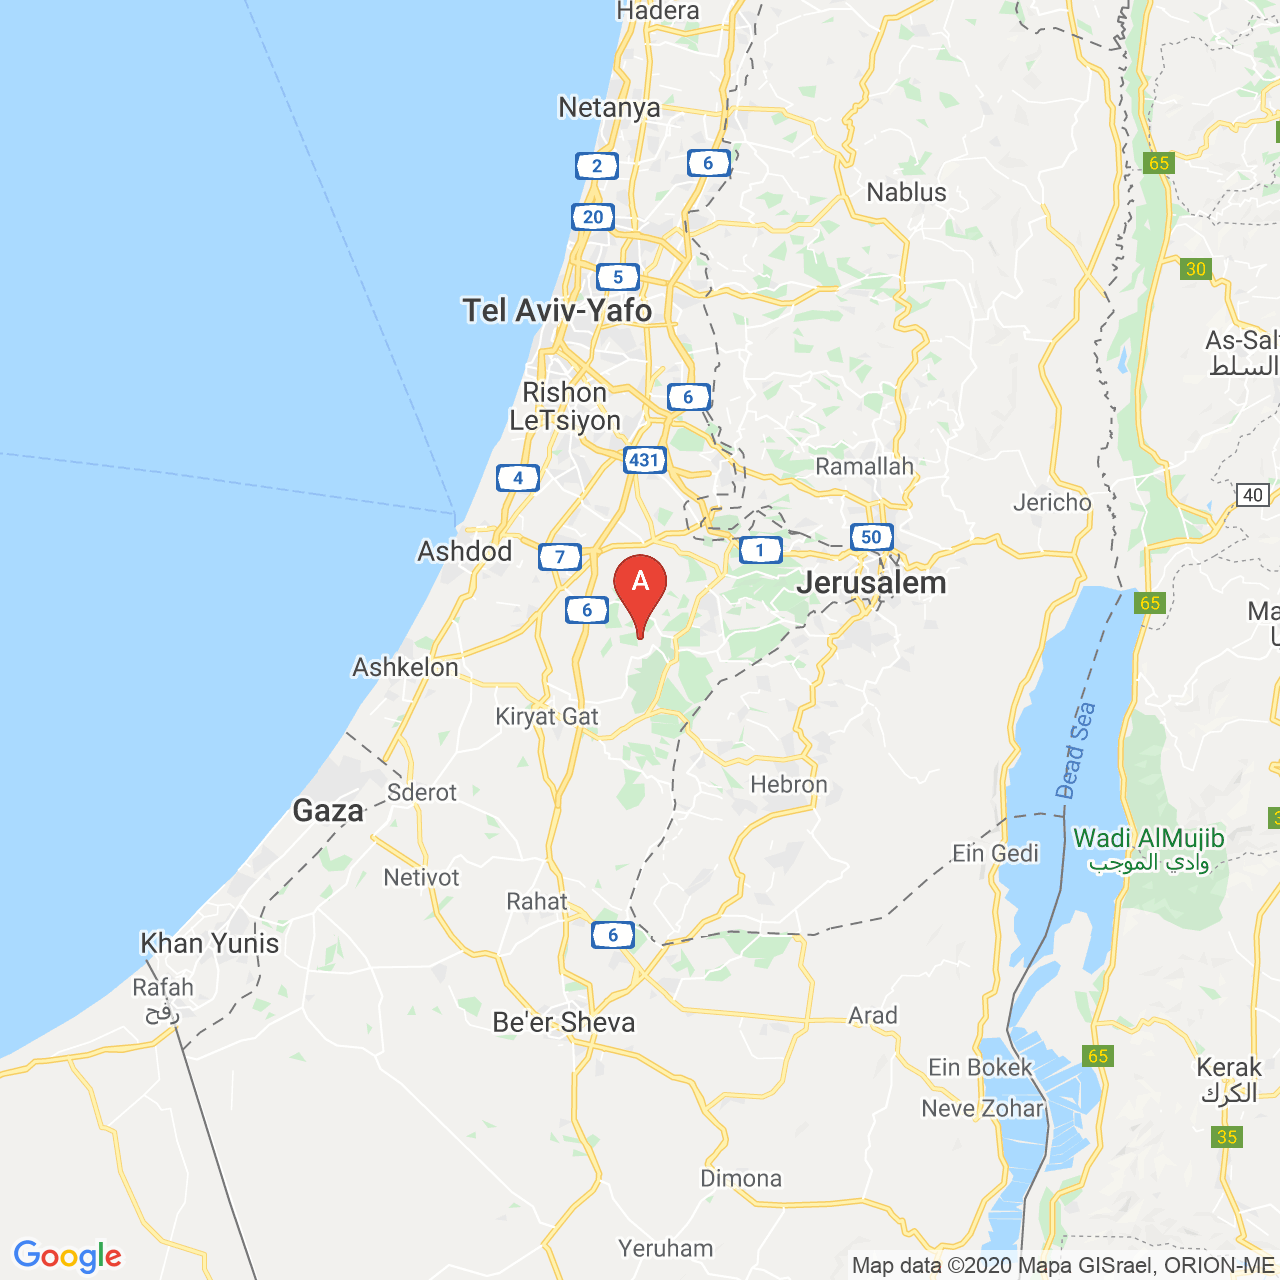 Hadera
Netanya
2
6
65
Nablus
20
30
5
Tel Aviv-Yafo
As-Salt
السلط
Rishon
LeTsiyon
6
431
Ramallah
4
40
Jericho
50
Ashdod
7
1
Jerusalem
A
6
65
Ma
Ashkelon
Kiryat Gat
Dead Sea
Hebron
Sderot
Gaza
Wadi AlMujib
وادي الموجب
Ein Gedi
Netivot
Rahat
6
Khan Yunis
Rafah
رفح
Be'er Sheva
Arad
65
Ein Bokek
Kerak
الكرك
Neve Zohar
35
Dimona
Yeruham
Google
Map data ©2020 Mapa GISrael, ORION-ME